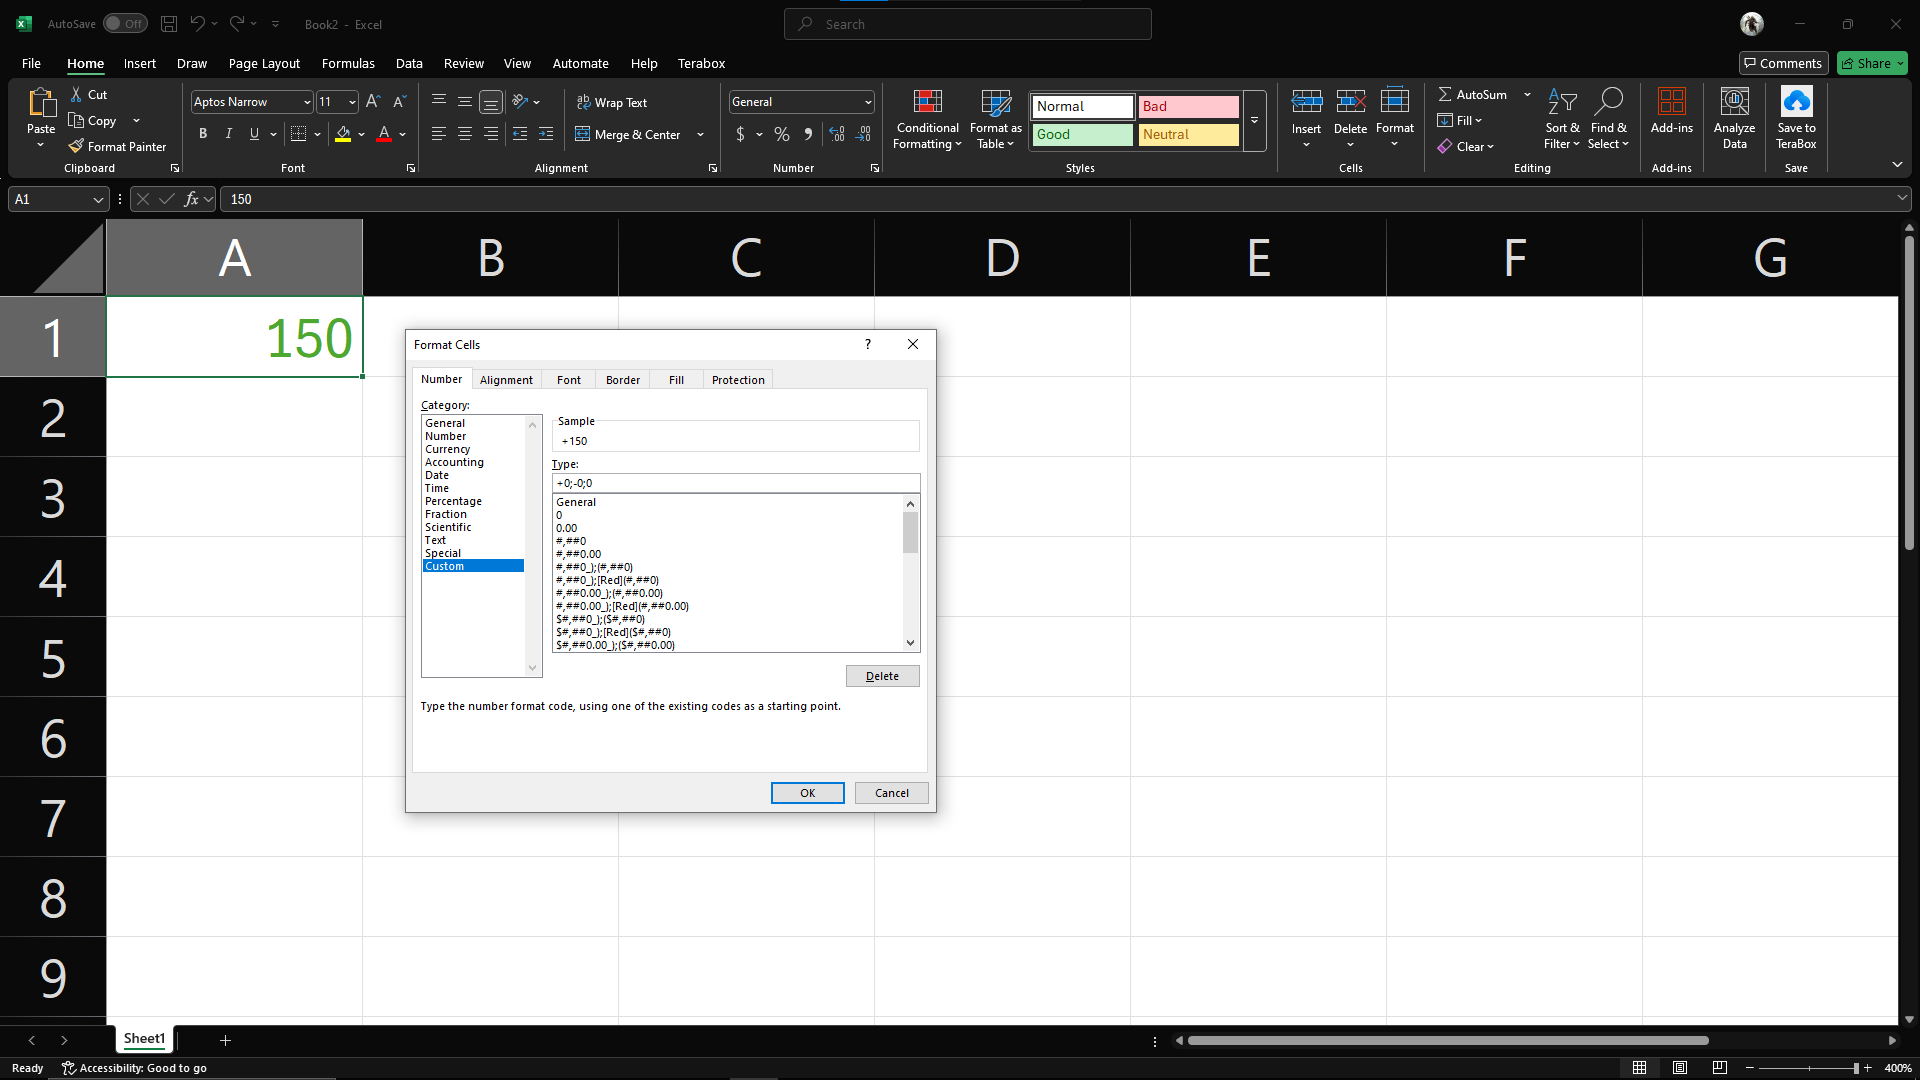 AutoSave Off Book2 - Excel Search
File Home Insert Draw Page Layout Formulas Data Review View Automate Help Terabox Comments Share
Paste Cut Copy Format Painter Clipboard
Aptos Narrow 11 B I U A Font
ab Wrap Text Merge & Center Alignment
General $ % Number
Conditional Formatting Format as Table Normal Bad Good Neutral Styles
Insert Delete Format Cells
AutoSum Fill Clear Sort & Filter Find & Select Editing
Add-ins Add-ins
Analyze Data
Save to TeraBox Save
A1 fx 150
A B C D E F G
1 150
2
3
4
5
6
7
8
9
Format Cells ?
Number Alignment Font Border Fill Protection
Category:
General
Number
Currency
Accounting
Date
Time
Percentage
Fraction
Scientific
Text
Special
Custom
Sample
+150
Type:
+0;-0;0
General
0
0.00
#,##0
#,##0.00
#,##0_);(#,##0)
#,##0_);[Red](#,##0)
#,##0.00_);(#,##0.00)
#,##0.00_);[Red](#,##0.00)
$#,##0_);($#,##0)
$#,##0_);[Red]($#,##0)
$#,##0.00_);($#,##0.00)
Delete
Type the number format code, using one of the existing codes as a starting point.
OK Cancel
Sheet1
Ready Accessibility: Good to go 400%